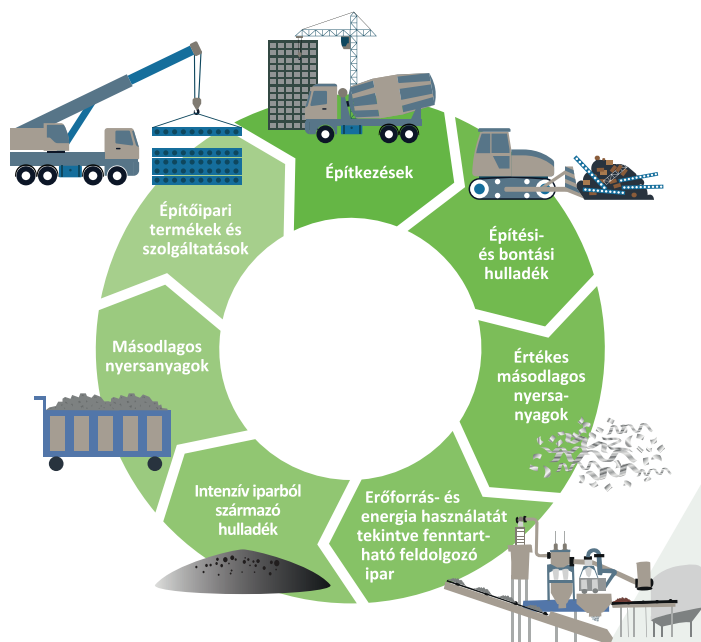 Építkezések
Építési-
és bontási
hulladék
Értékes
másodlagos
nyersa-
nyagok
Erőforrás- és
energia használatát
tekintve fenntart-
ható feldolgozó
ipar
Intenzív iparból
származó
hulladék
Másodlagos
nyersanyagok
Építőipari
termékek és
szolgáltatások